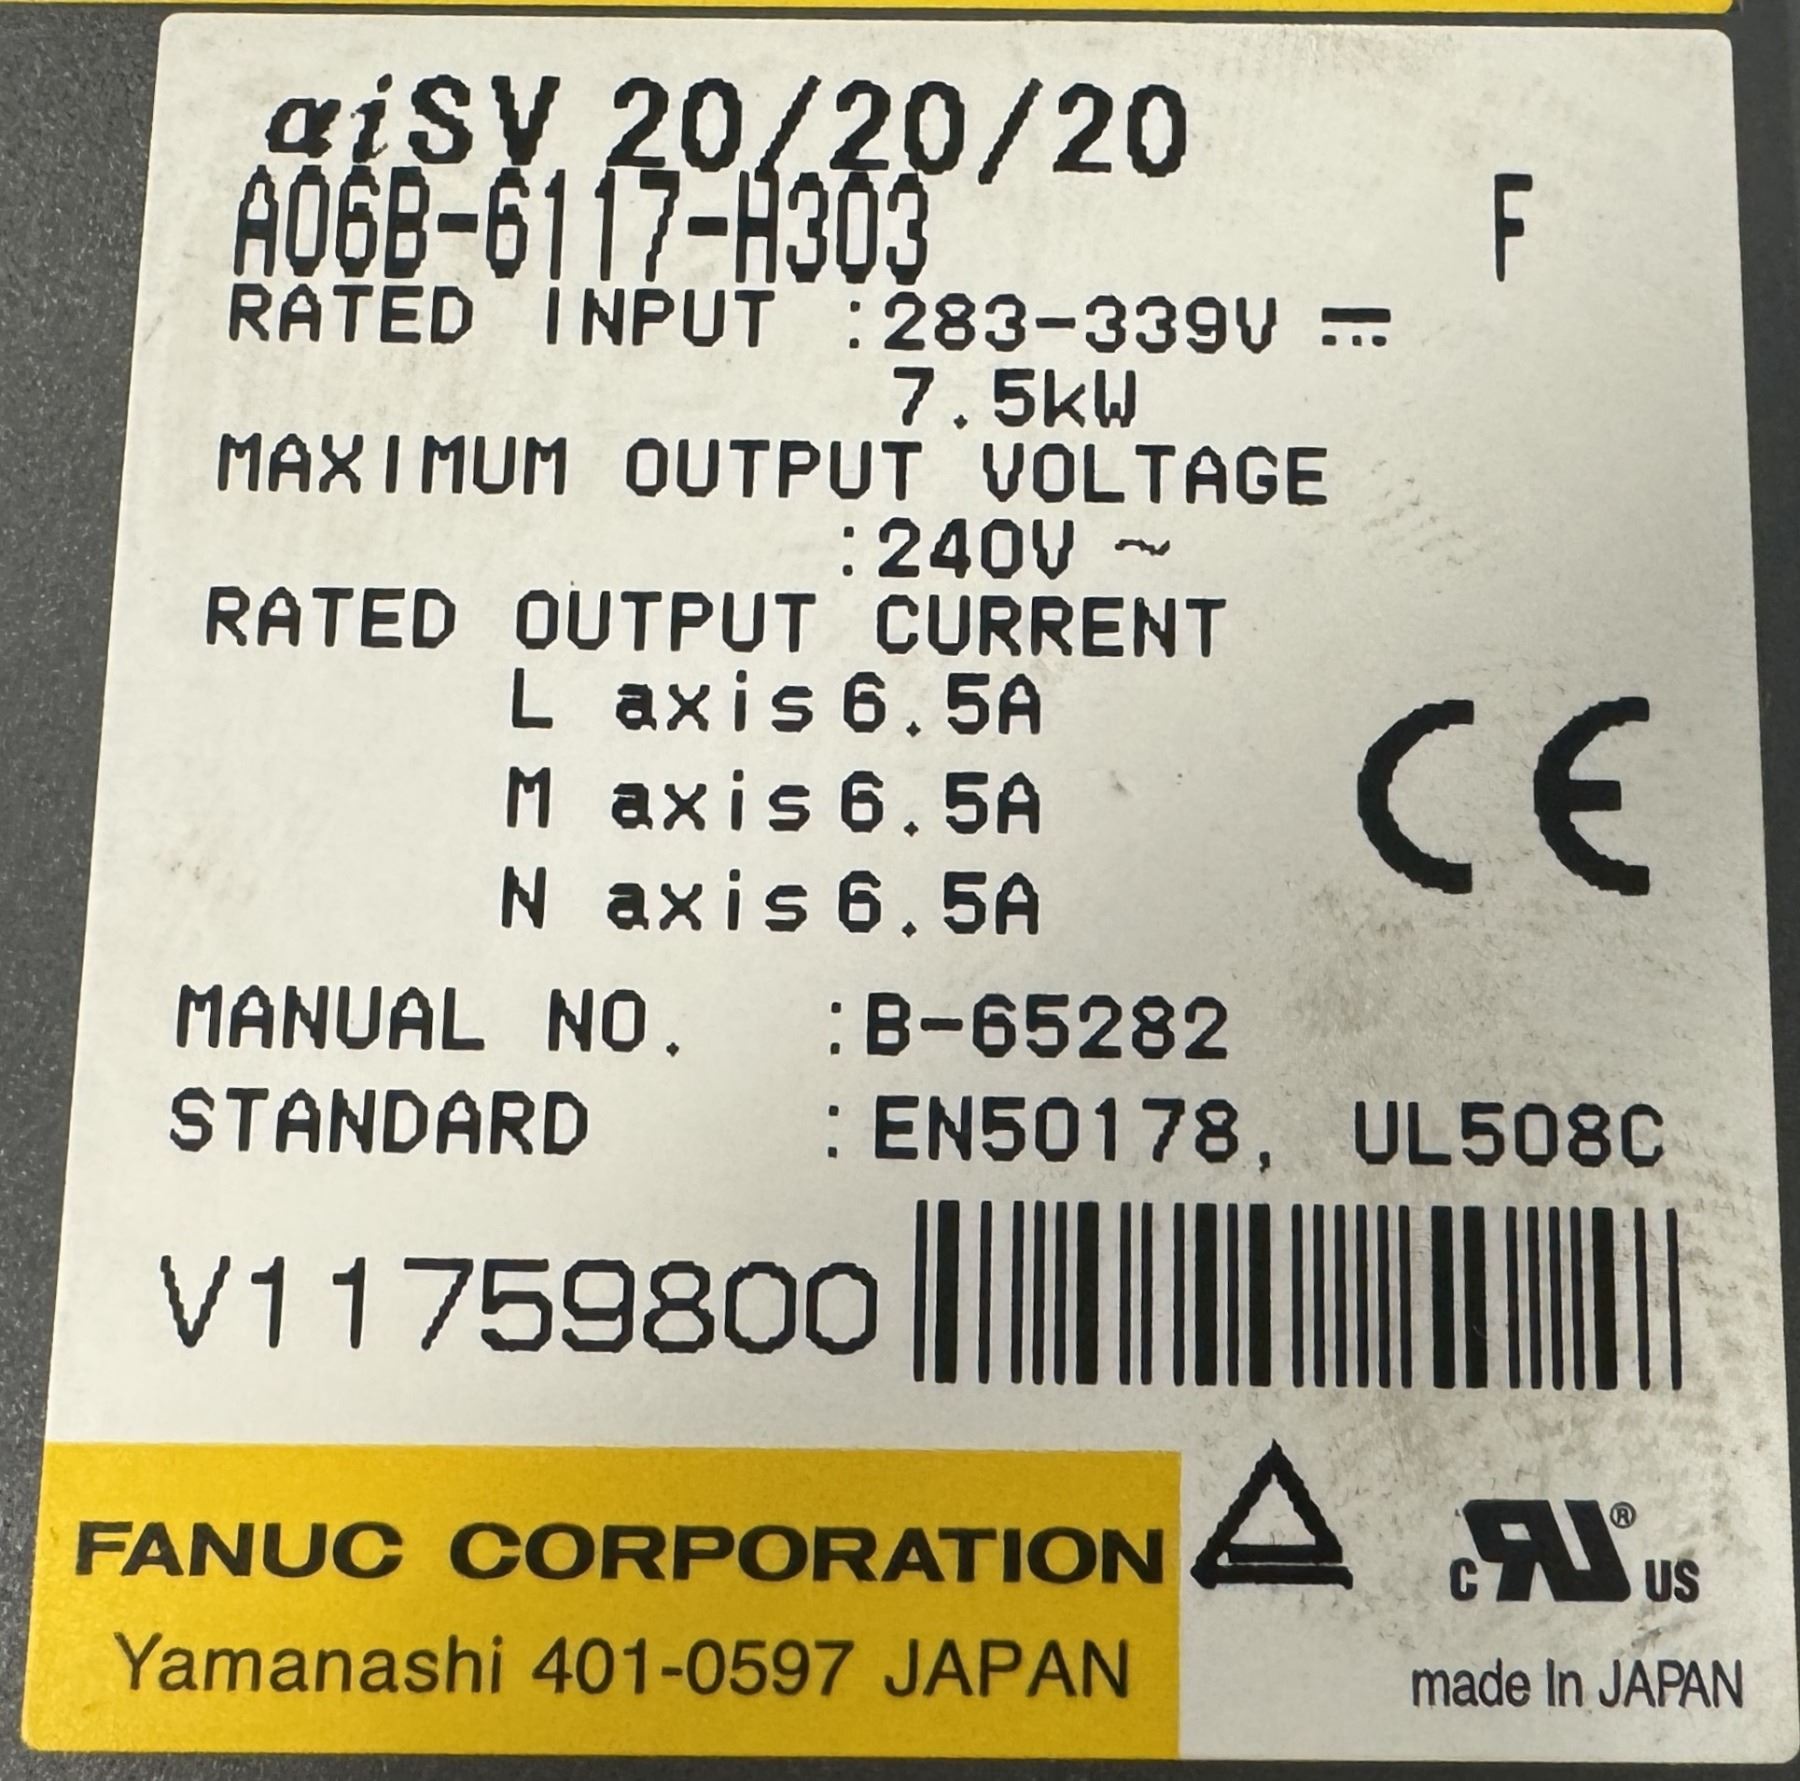 αiSV 20/20/20
A06B-6117-H303 F
RATED INPUT :283-339V ⎓
7.5kW
MAXIMUM OUTPUT VOLTAGE
:240V ~
RATED OUTPUT CURRENT
L axis 6.5A
M axis 6.5A
N axis 6.5A
CE
MANUAL NO. :B-65282
STANDARD :EN50178, UL508C
V11759800
FANUC CORPORATION
Yamanashi 401-0597 JAPAN
c RU ® US
made In JAPAN